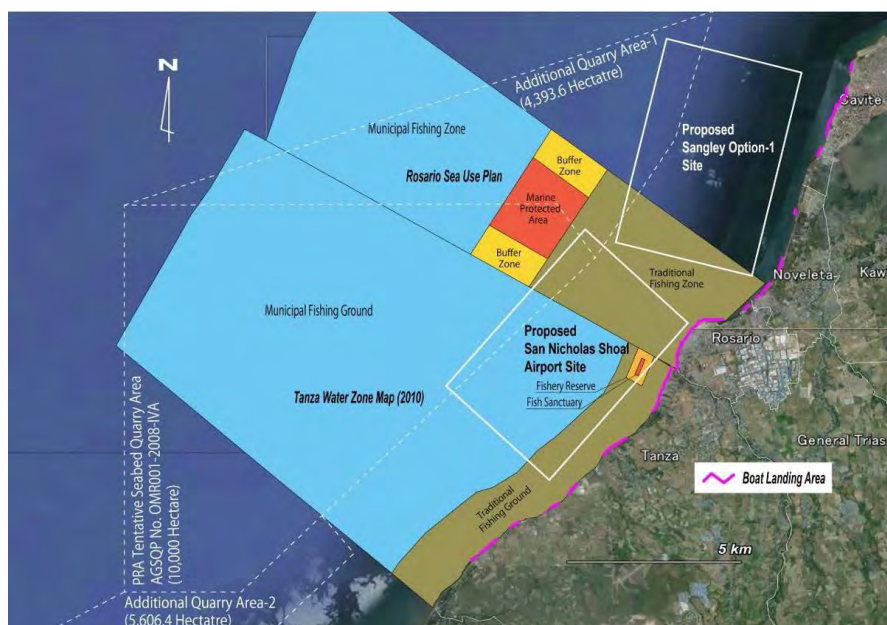 N
Additional Quarry Area-1
(4,393.6 Hectatre)
Cavite
Municipal Fishing Zone
Proposed
Sangley Option-1
Site
Buffer
Zone
Rosario Sea Use Plan
Marine
Protected
Area
Buffer
Zone
Traditional
Fishing Zone
Noveleta
Kaw
Municipal Fishing Ground
Proposed
San Nicholas Shoal
Airport Site
Rosario
Fishery Reserve
Fish Sanctuary
Tanza Water Zone Map (2010)
General Trias
Tanza
Boat Landing Area
Traditional
Fishing Ground
PRA Tentative Seabed Quarry Area
AGSQP No. OMR001-2008-IVA
(10,000 Hectare)
5 km
Additional Quarry Area-2
(5,606.4 Hectatre)